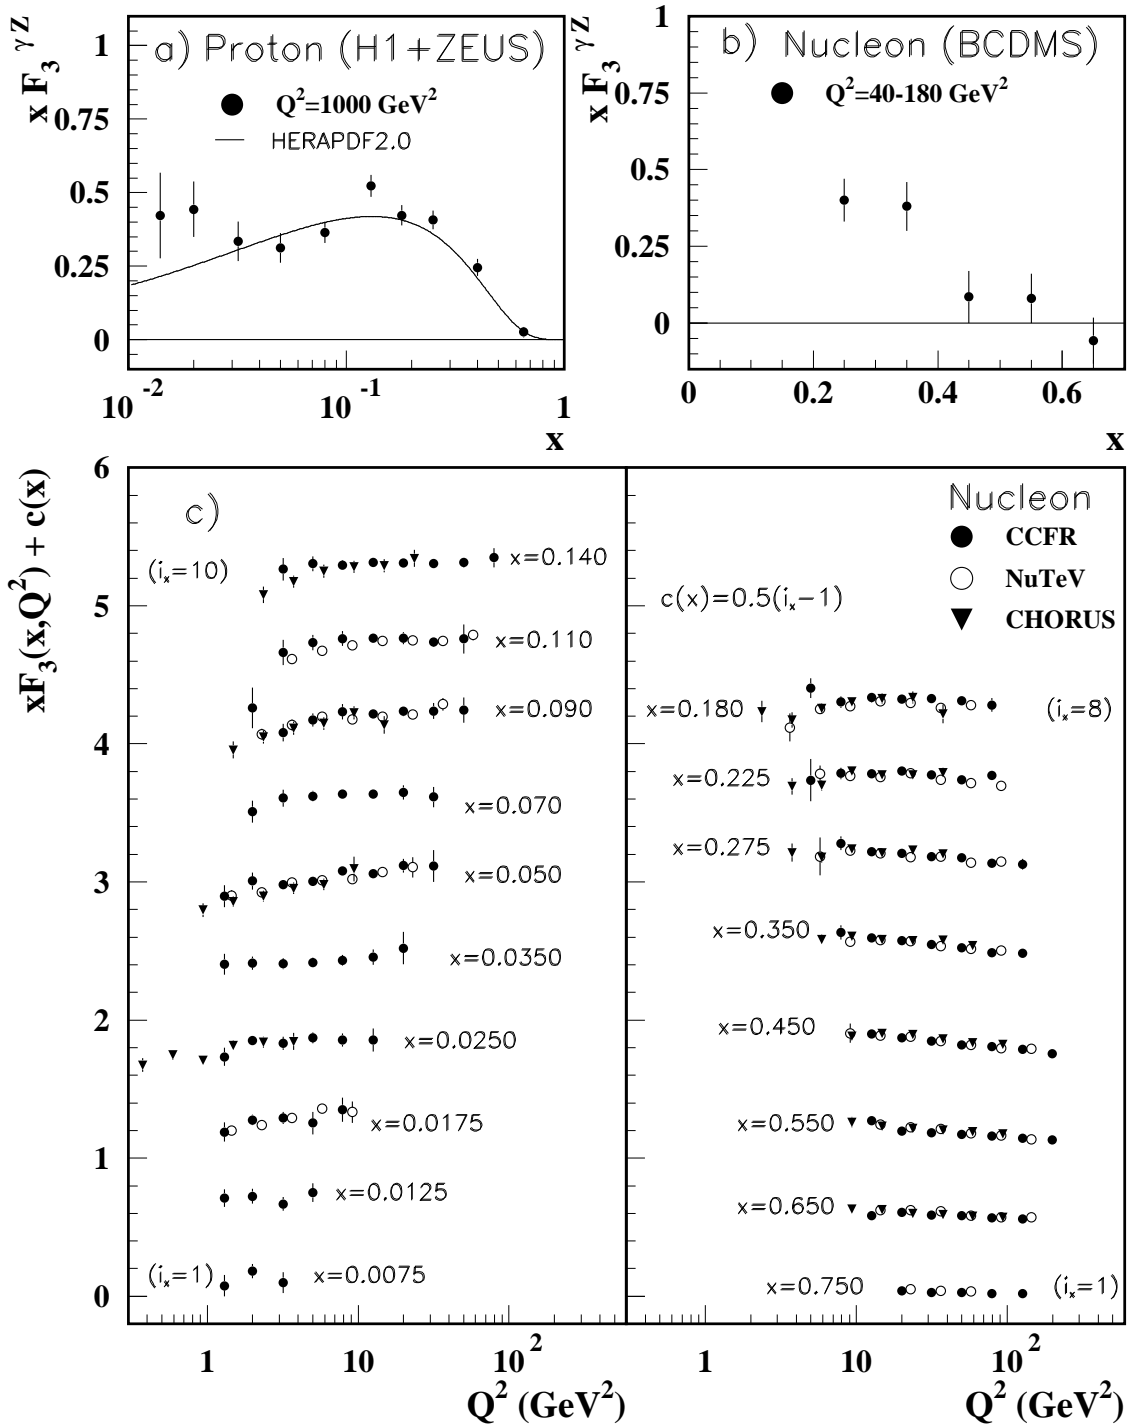 a) Proton (H1+ZEUS)
Q²=1000 GeV²
HERAPDF2.0
x F₃ γZ
1
0.75
0.5
0.25
0
10⁻²
10⁻¹
1
x
b) Nucleon (BCDMS)
Q²=40-180 GeV²
x F₃ γZ
1
0.75
0.5
0.25
0
0
0.2
0.4
0.6
x
xF₃(x,Q²) + c(x)
6
5
4
3
2
1
0
c)
(iₓ=10)
x=0.140
x=0.110
x=0.090
x=0.070
x=0.050
x=0.0350
x=0.0250
x=0.0175
x=0.0125
(iₓ=1)
x=0.0075
1
10
10²
Q² (GeV²)
Nucleon
CCFR
NuTeV
CHORUS
c(x)=0.5(iₓ-1)
x=0.180
(iₓ=8)
x=0.225
x=0.275
x=0.350
x=0.450
x=0.550
x=0.650
x=0.750
(iₓ=1)
1
10
10²
Q² (GeV²)